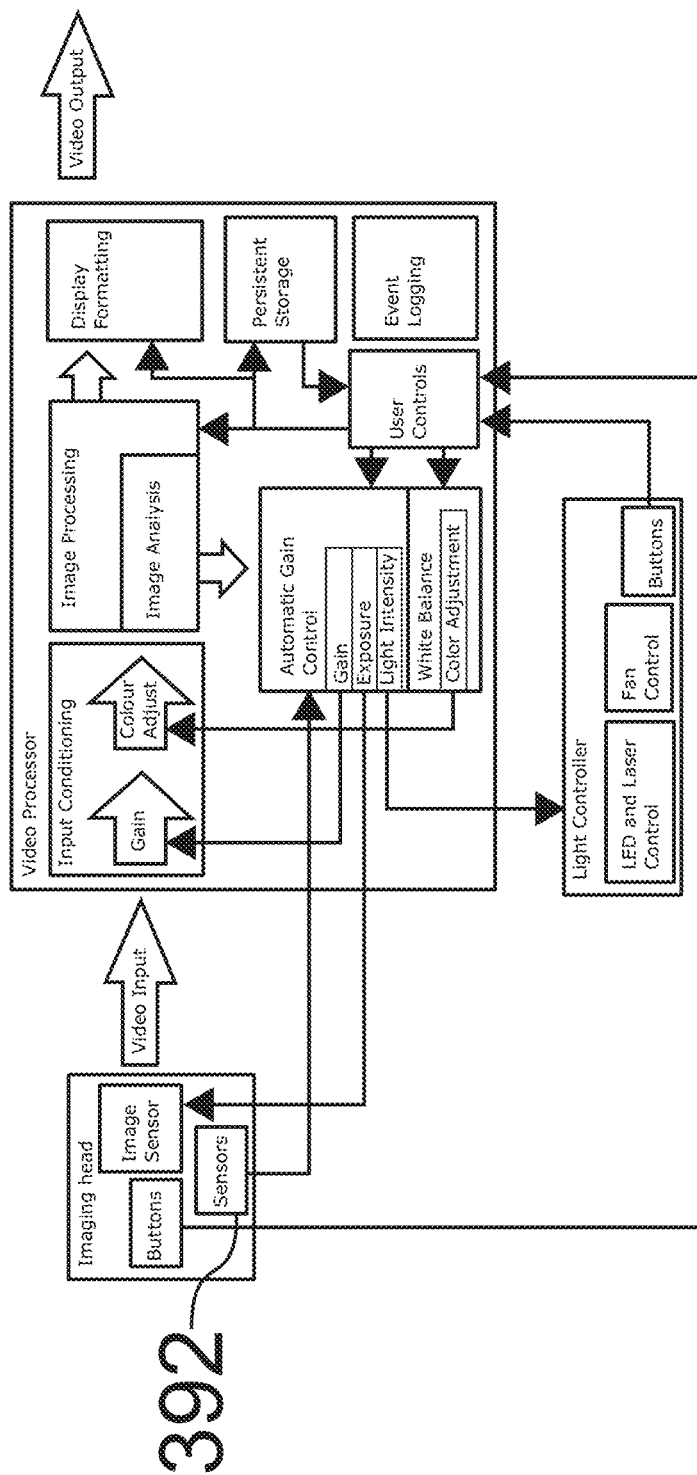 Imaging head
Buttons
Image
Sensor
Sensors
392
Video Input
Video Processor
Input Conditioning
Gain
Colour
Adjust
Image Processing
Image Analysis
Display
Formatting
Automatic Gain
Control
Gain
Exposure
Light Intensity
White Balance
Color Adjustment
User
Controls
Persistent
Storage
Event
Logging
Video Output
Light Controller
LED and Laser
Control
Fan
Control
Buttons